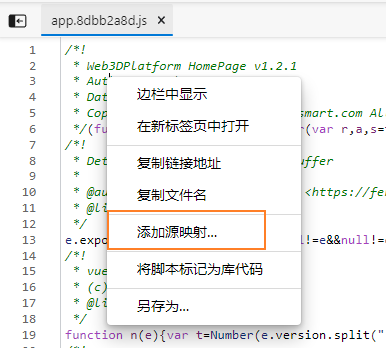 app.8dbb2a8d.js ×
1 /*!
2 * Web3DPlatform HomePage v1.2.1
3 * Aut
4 * Dat
5 * Cop smart.com Al
6 */(fu r(var r,a,s=
7 /*!
8 * Det uffer
9 *
10 * @au <https://fe
11 * @li
12 */
13 e.expo l!=e&&null!=
14 /*!
15 * vue
16 * (c)
17 * @li
18 */
19 function n(e){var t=Number(e.version.split("
边栏中显示
在新标签页中打开
复制链接地址
复制文件名
添加源映射...
将脚本标记为库代码
另存为...